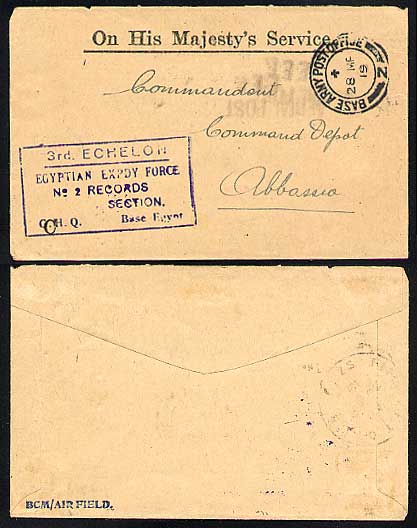 On His Majesty's Service.
BASE ARMY POST OFFICE
Z
28 MR
19
Commandant
Command Depot
Abbassia
3rd. ECHELON
EGYPTIAN EXPDY FORCE
No 2 RECORDS
SECTION.
G.H.Q. Base Egypt
BCM/AIR FIELD.